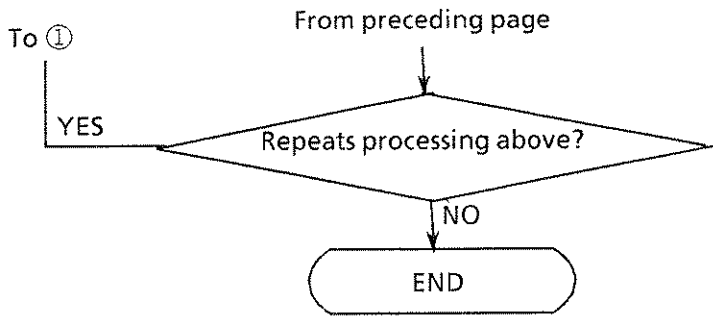 From preceding page
To ①
YES
Repeats processing above?
NO
END